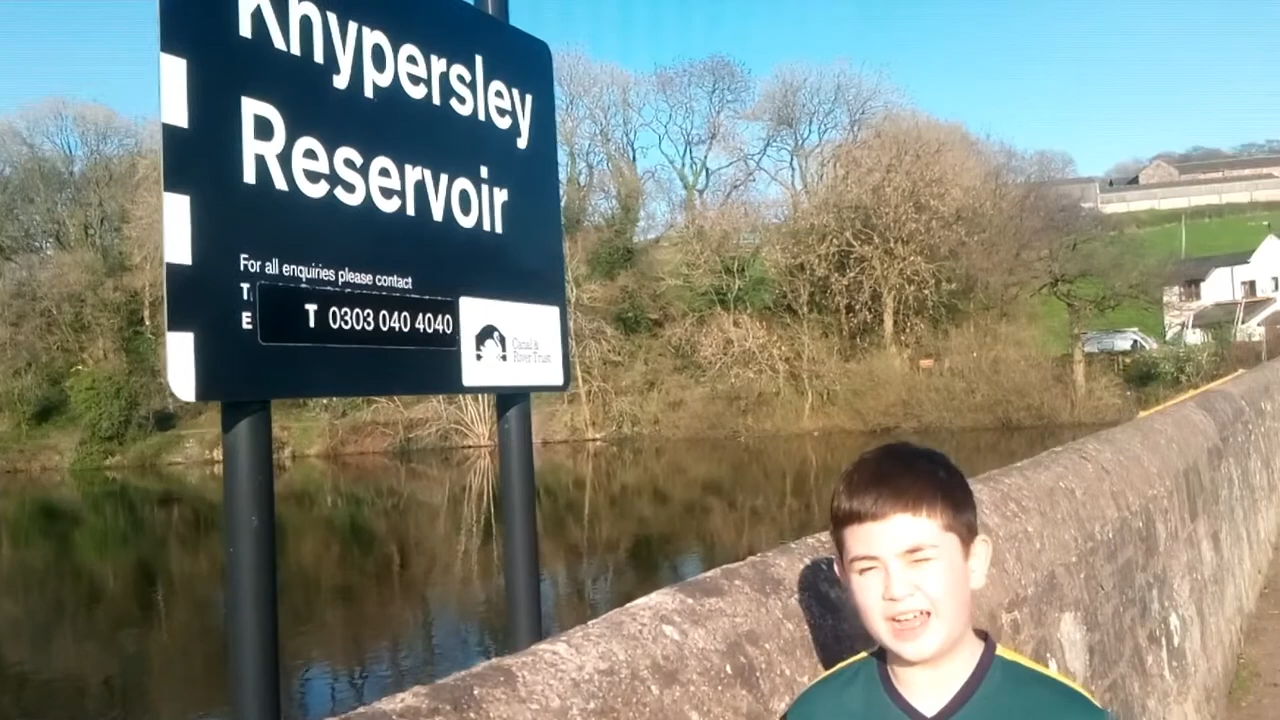 Knypersley
Reservoir
For all enquiries please contact
T
E
T 0303 040 4040
Canal &
River Trust